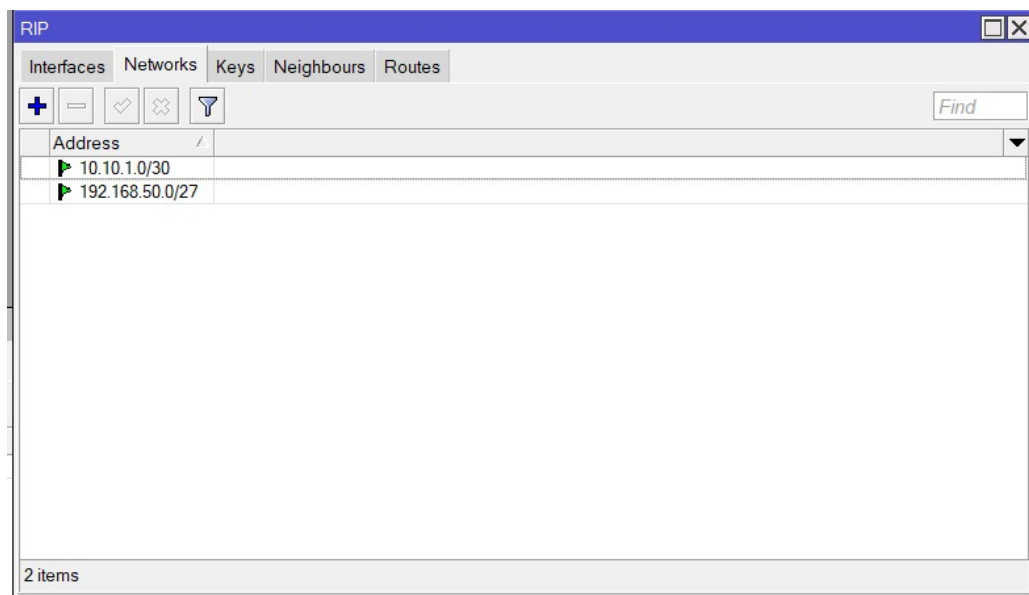 RIP
Interfaces Networks Keys Neighbours Routes
Find
Address
10.10.1.0/30
192.168.50.0/27
2 items